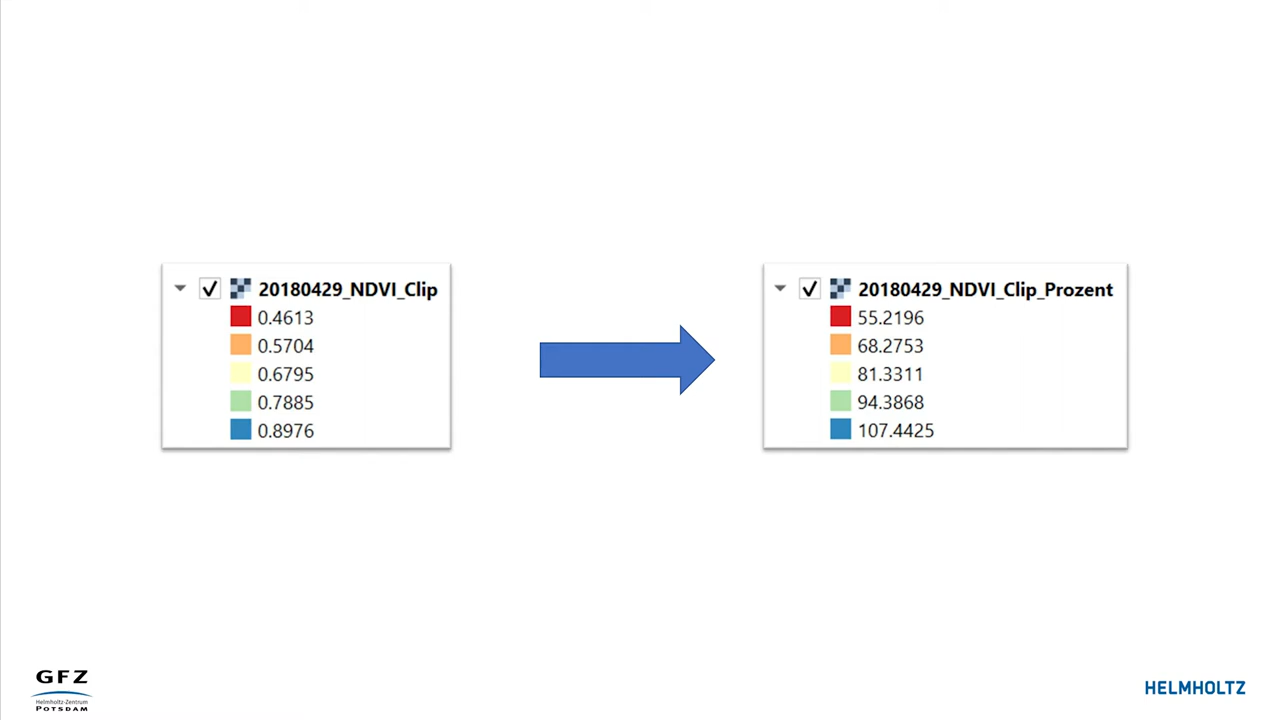 20180429_NDVI_Clip
0.4613
0.5704
0.6795
0.7885
0.8976
20180429_NDVI_Clip_Prozent
55.2196
68.2753
81.3311
94.3868
107.4425
GFZ
Helmholtz-Zentrum
POTSDAM
HELMHOLTZ